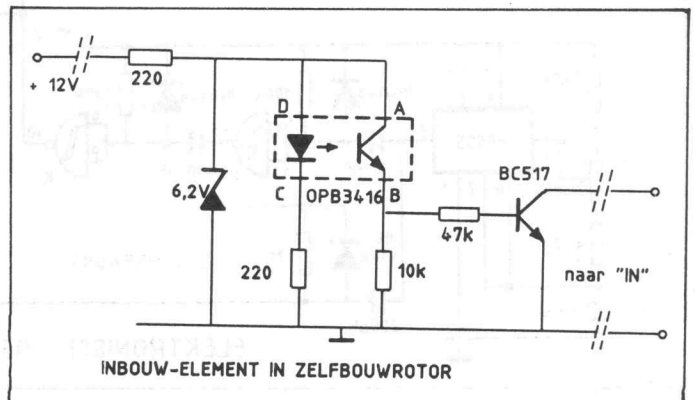 + 12V
220
D
A
C
OPB3416
B
6,2V
BC517
47k
220
10k
naar "IN"
INBOUW-ELEMENT IN ZELFBOUWROTOR